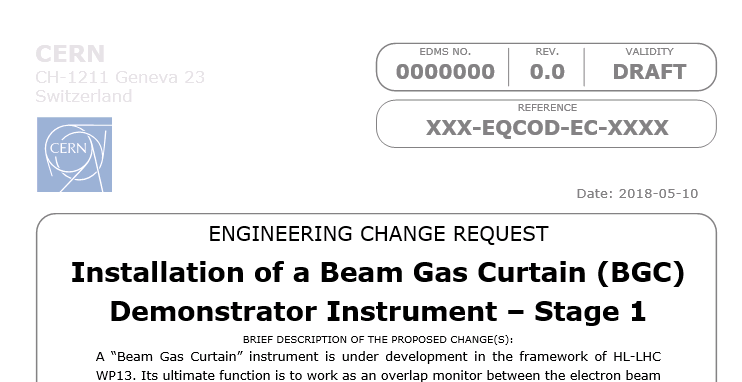 CERN
CH-1211 Geneva 23
Switzerland
EDMS NO. REV. VALIDITY
0000000 0.0 DRAFT
REFERENCE
XXX-EQCOD-EC-XXXX
CERN
Date: 2018-05-10
ENGINEERING CHANGE REQUEST
Installation of a Beam Gas Curtain (BGC)
Demonstrator Instrument – Stage 1
BRIEF DESCRIPTION OF THE PROPOSED CHANGE(S):
A “Beam Gas Curtain” instrument is under development in the framework of HL-LHC
WP13. Its ultimate function is to work as an overlap monitor between the electron beam